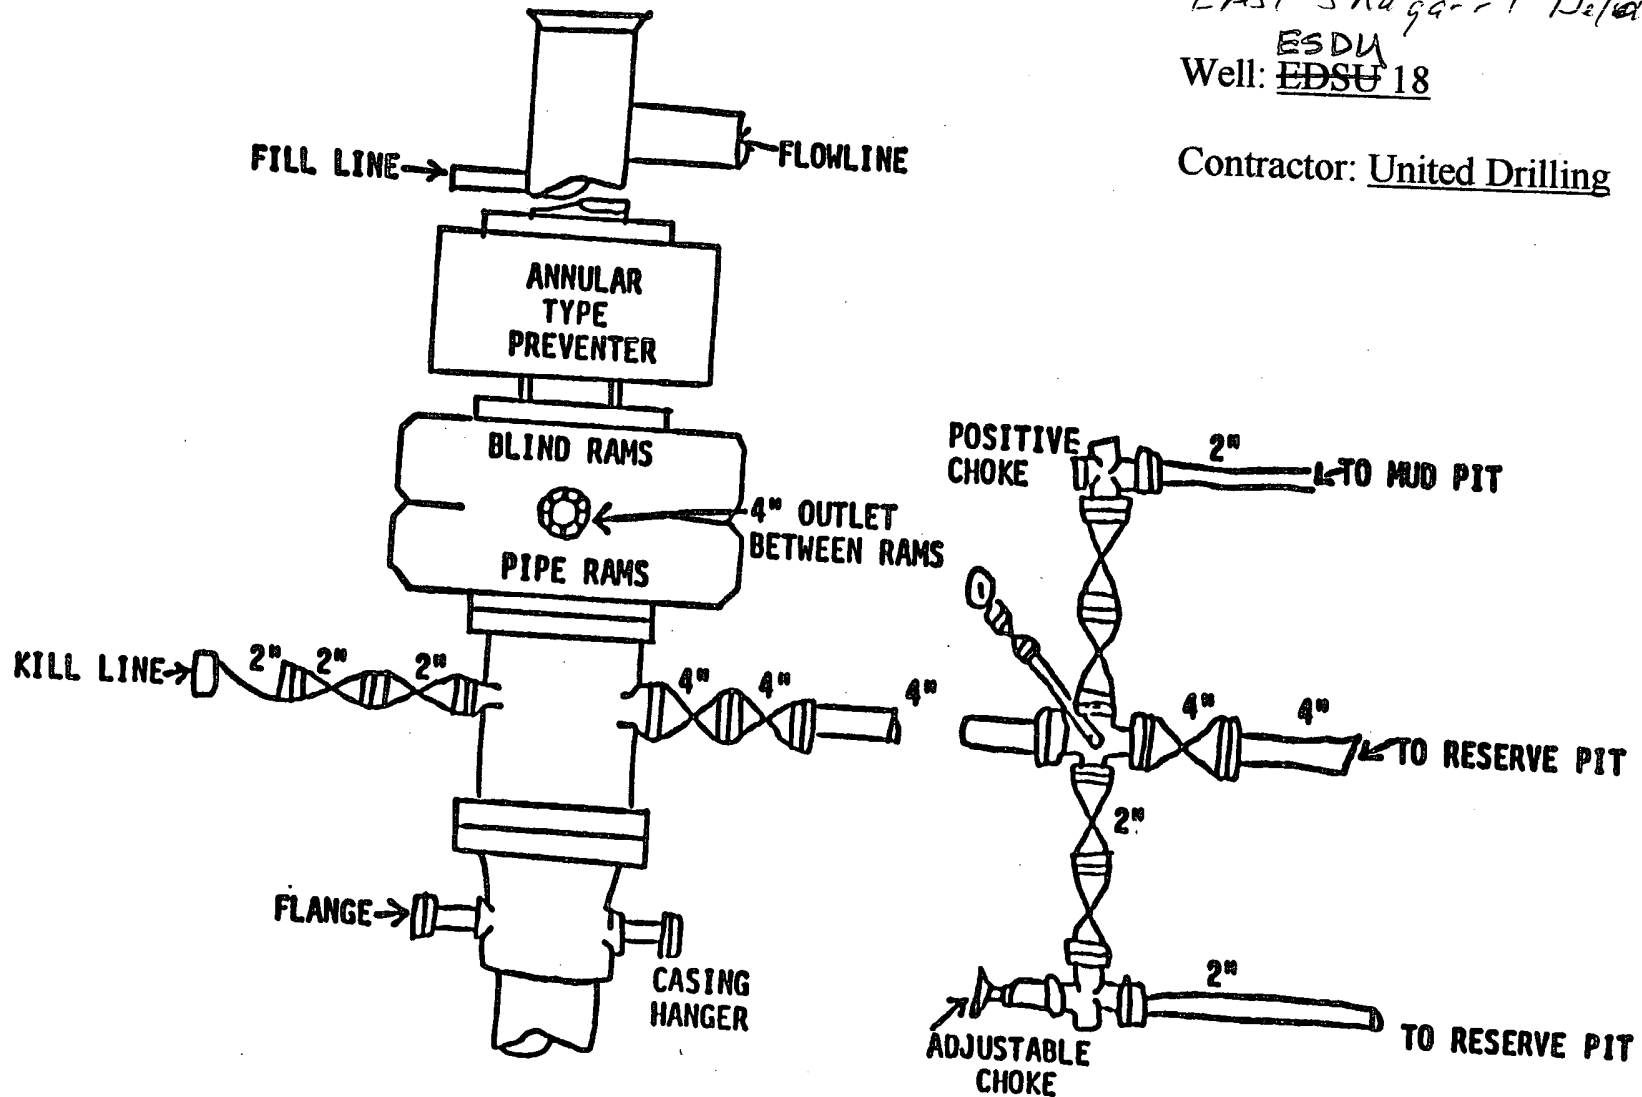 EAST
ESDU
Well: EDSU 18
Contractor: United Drilling
FILL LINE
FLOWLINE
ANNULAR
TYPE
PREVENTER
BLIND RAMS
4" OUTLET
BETWEEN RAMS
PIPE RAMS
KILL LINE
2" 2" 2"
4" 4" 4"
FLANGE
CASING
HANGER
POSITIVE
CHOKE
2"
TO MUD PIT
4" 4"
TO RESERVE PIT
2"
2"
ADJUSTABLE
CHOKE
TO RESERVE PIT